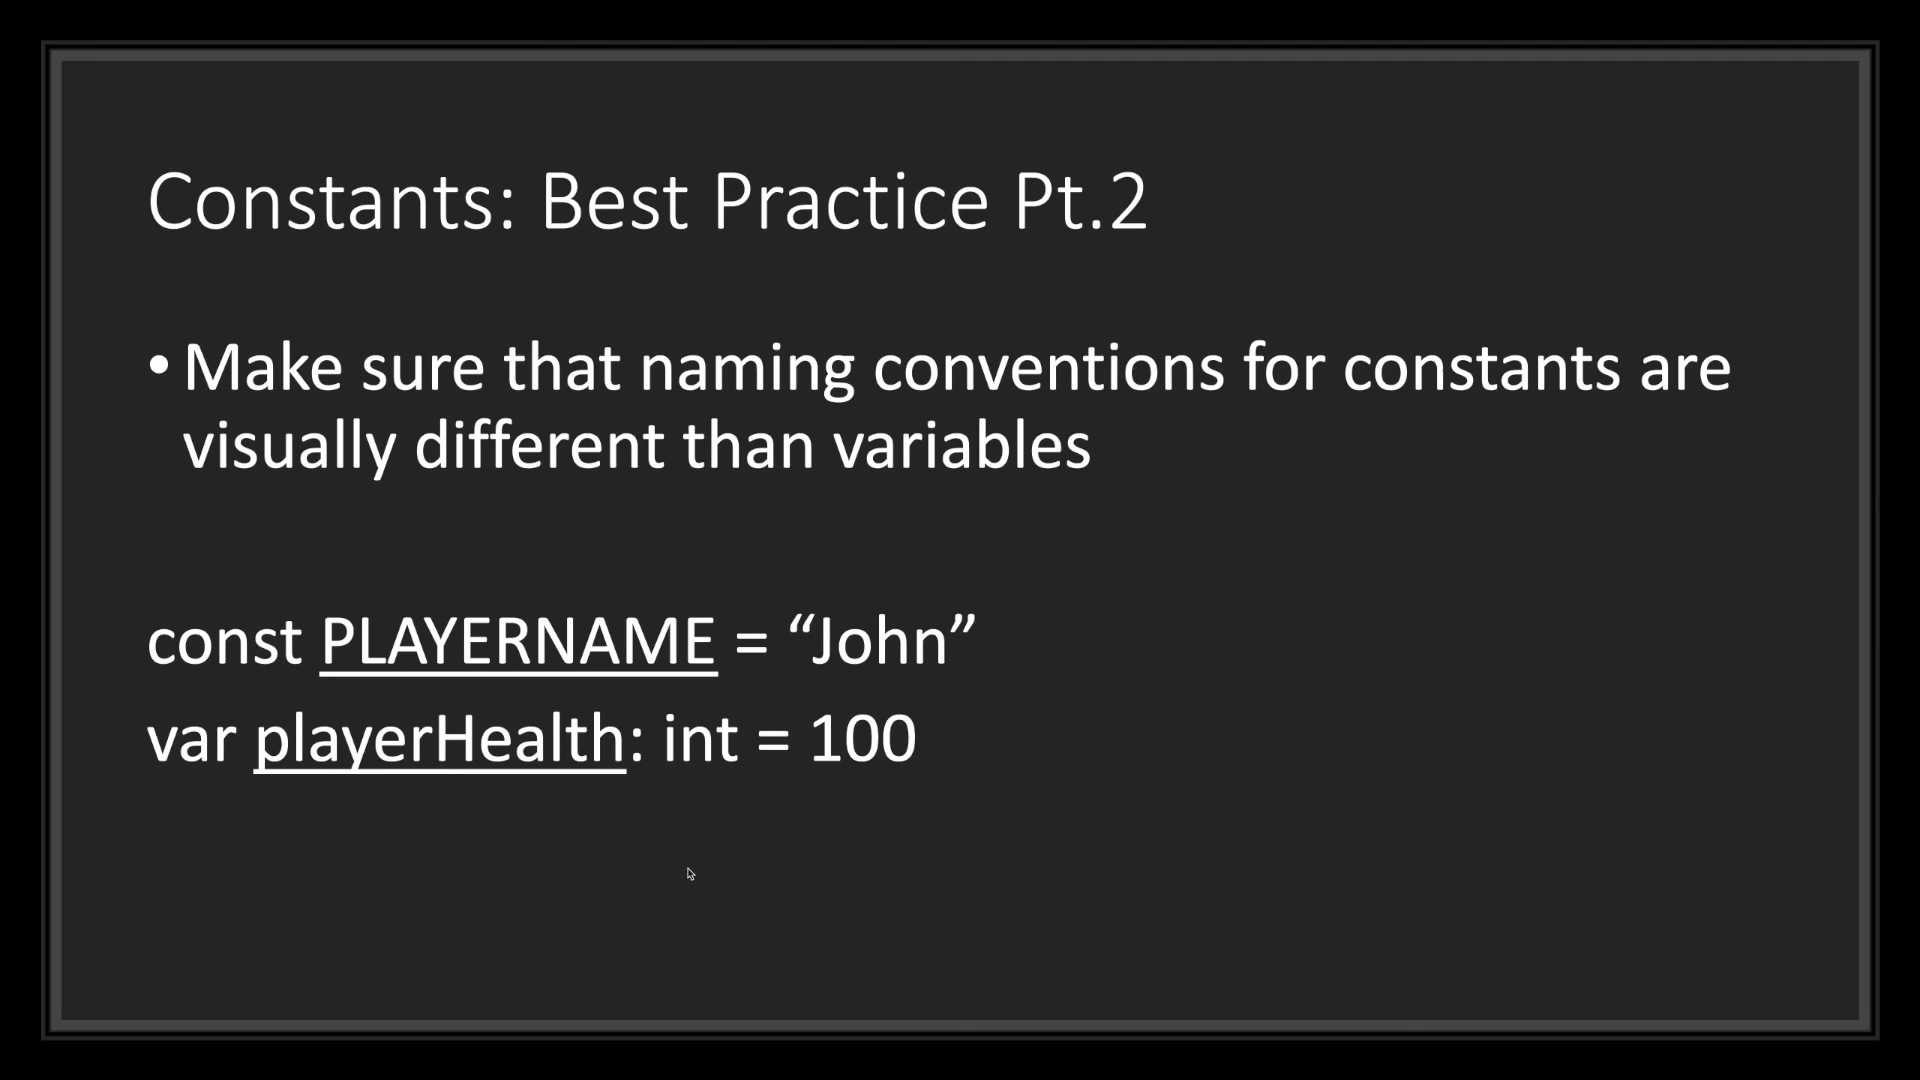 Constants: Best Practice Pt.2
• Make sure that naming conventions for constants are
visually different than variables
const PLAYERNAME = “John”
var playerHealth: int = 100